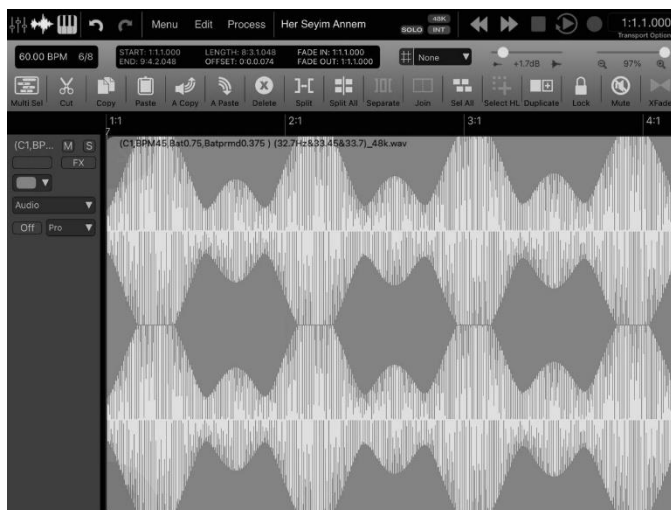 Menu Edit Process Her Seyim Annem SOLO 48K INT 1:1.1.000
Transport Option
60.00 BPM 6/8 START: 1:1.1.000 LENGTH: 8:3.1.048 FADE IN: 1:1.1.000 None +1.7dB 97%
END: 9:4.2.048 OFFSET: 0:0.0.074 FADE OUT: 1:1.1.000
Multi Sel Cut Copy Paste A Copy A Paste Delete Split Split All Separate Join Sel All Select HL Duplicate Lock Mute XFade
1:1 2:1 3:1 4:1
7
(C1,BP... M S (C1,BPM45,Bat0.75,Batprmd0.375 ) (32.7Hz&33.45&33.7)_48k.wav
FX
Audio
Off Pro